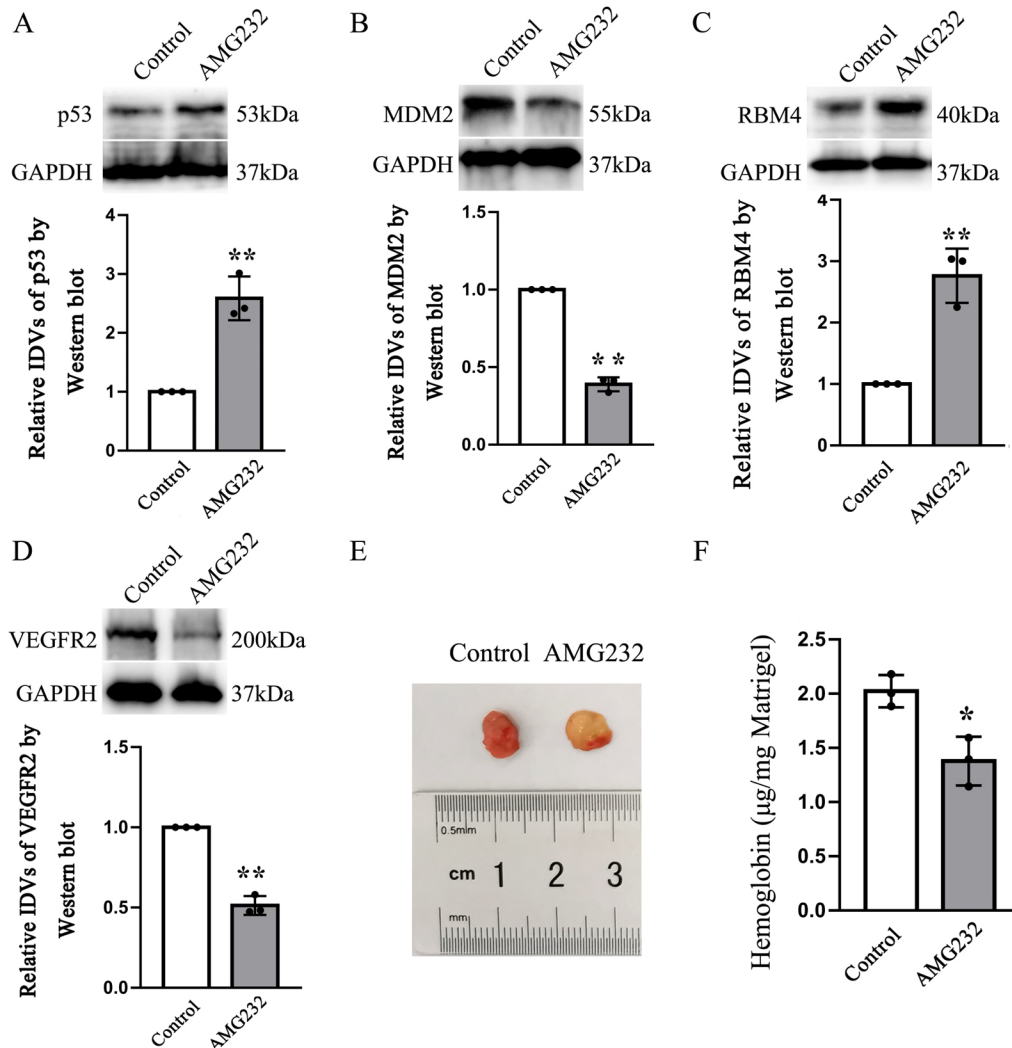 A
Control AMG232
p53 53kDa
GAPDH 37kDa
Relative IDVs of p53 by
Western blot
4
3
2
1
0
**
Control AMG232
B
Control AMG232
MDM2 55kDa
GAPDH 37kDa
Relative IDVs of MDM2 by
Western blot
1.5
1.0
0.5
0.0
**
Control AMG232
C
Control AMG232
RBM4 40kDa
GAPDH 37kDa
Relative IDVs of RBM4 by
Western blot
4
3
2
1
0
**
Control AMG232
D
Control AMG232
VEGFR2 200kDa
GAPDH 37kDa
Relative IDVs of VEGFR2 by
Western blot
1.5
1.0
0.5
0.0
**
Control AMG232
E
Control AMG232
0.5mm
cm 1 2 3
mm
F
Hemoglobin (μg/mg Matrigel)
2.5
2.0
1.5
1.0
0.5
0.0
*
Control AMG232